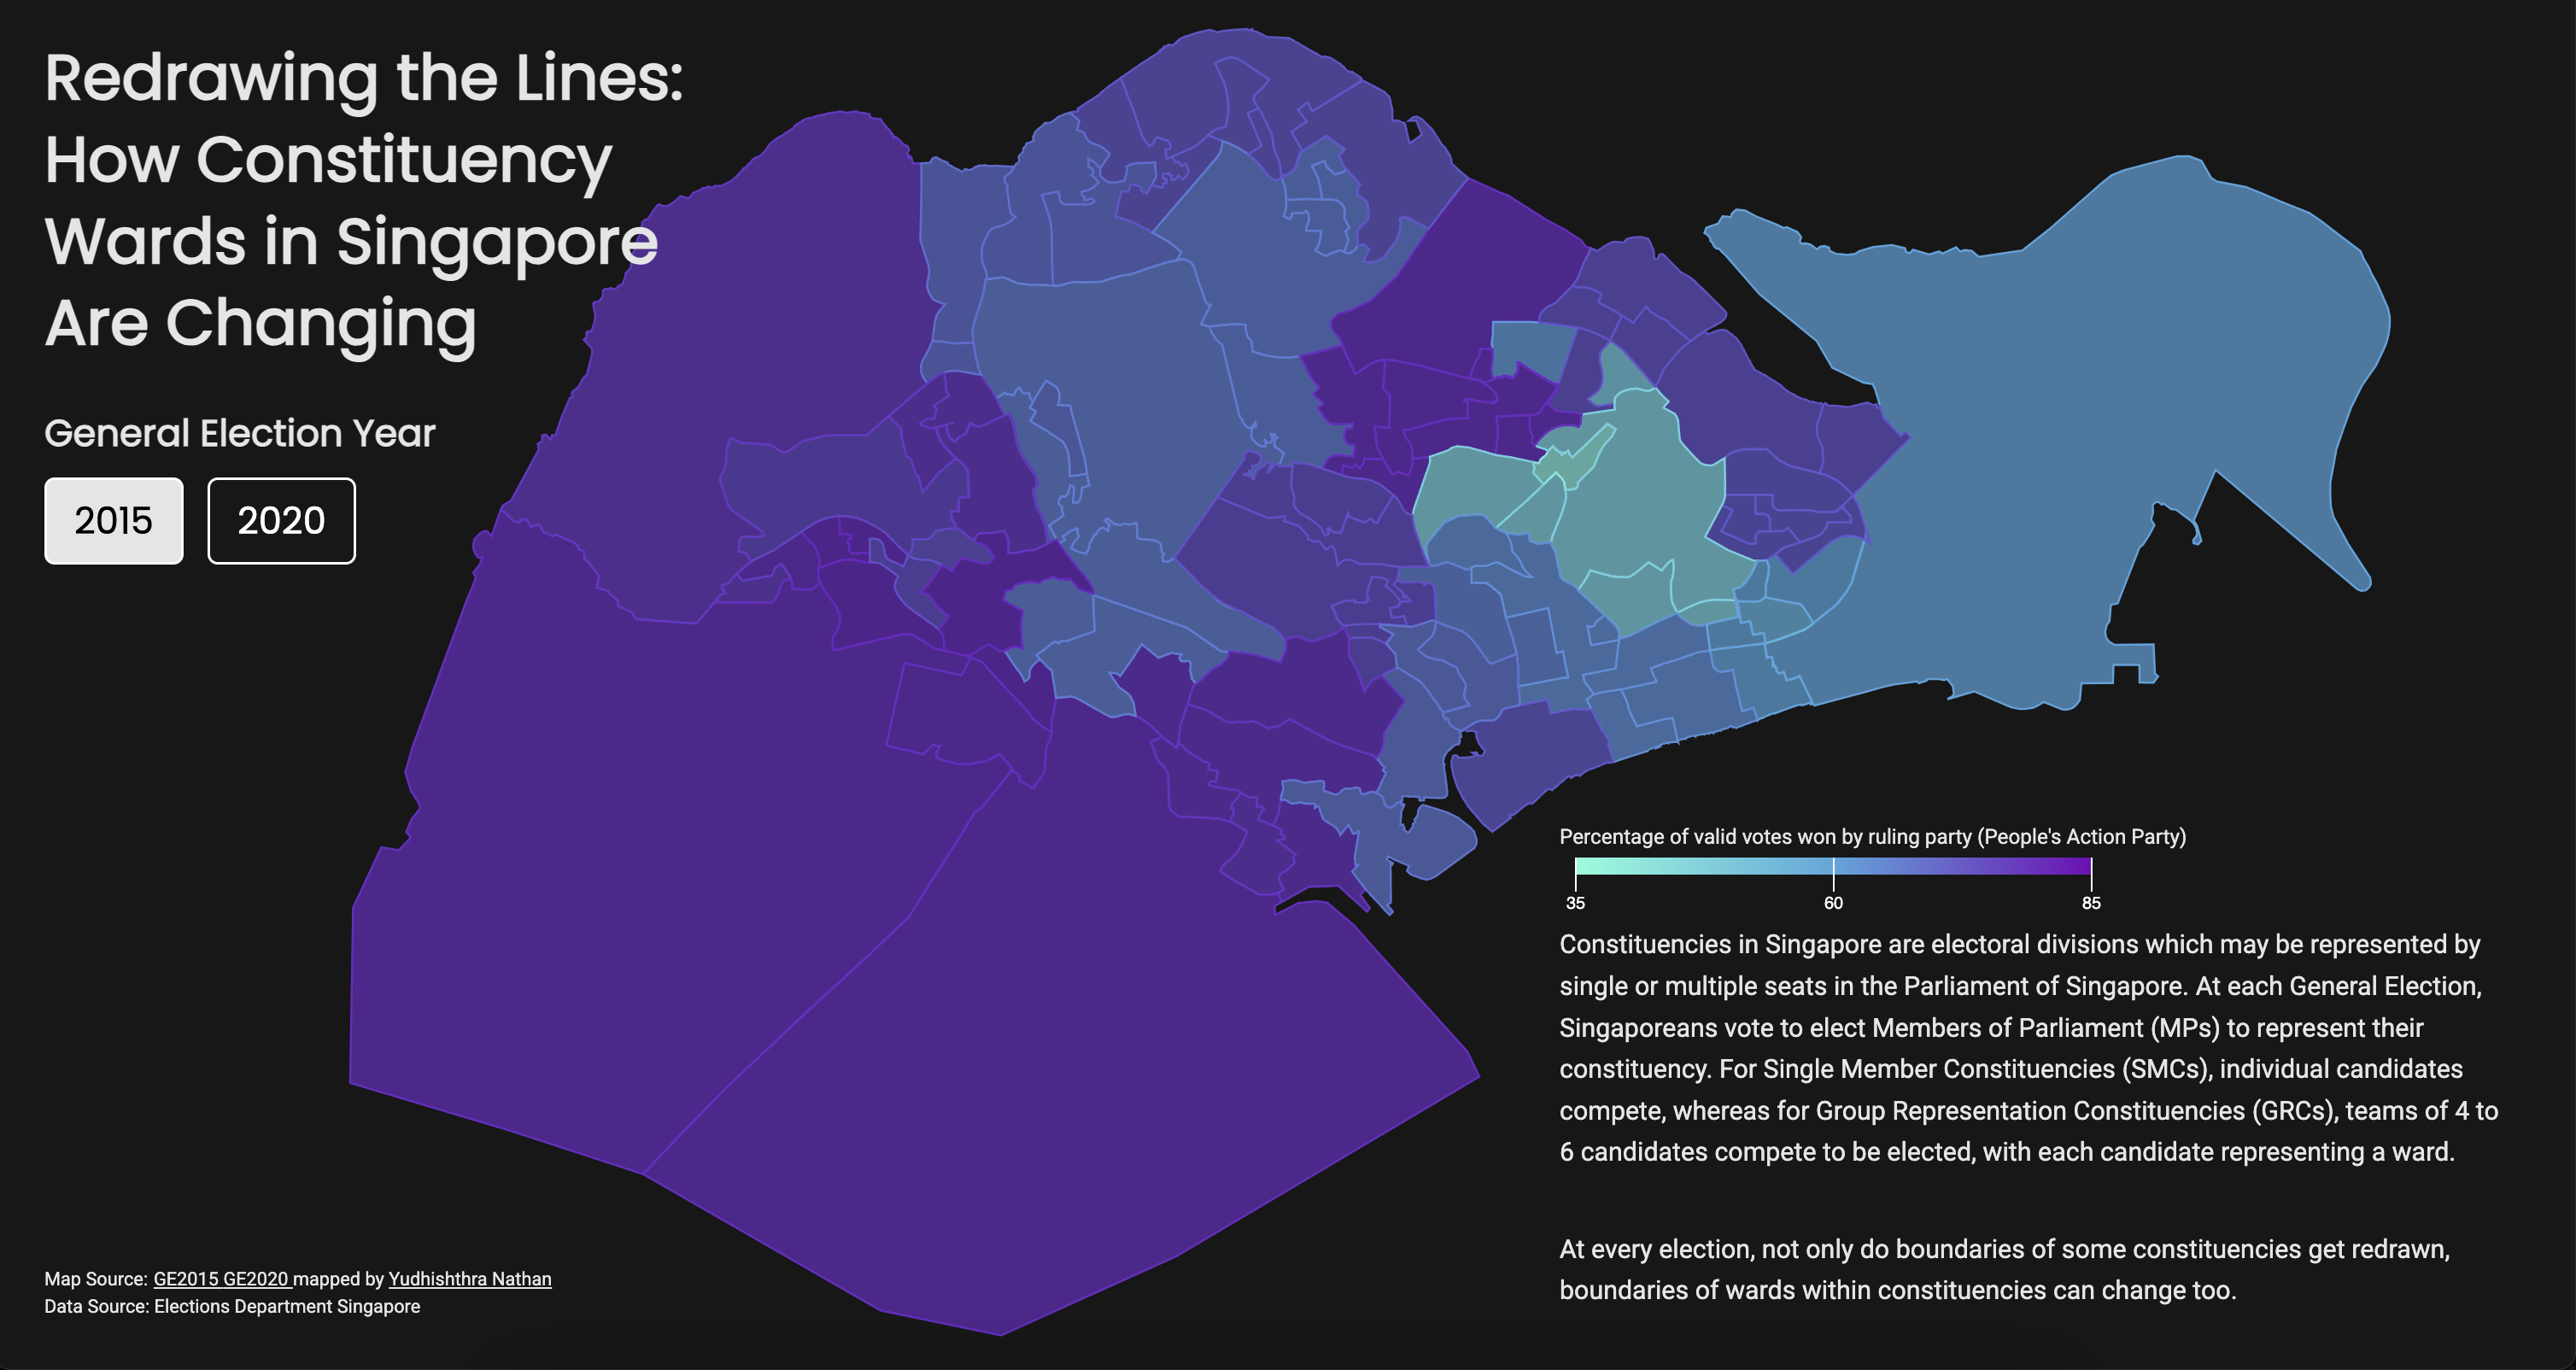 Redrawing the Lines:
How Constituency
Wards in Singapore
Are Changing
General Election Year
2015 2020
Percentage of valid votes won by ruling party (People's Action Party)
35 60 85
Constituencies in Singapore are electoral divisions which may be represented by
single or multiple seats in the Parliament of Singapore. At each General Election,
Singaporeans vote to elect Members of Parliament (MPs) to represent their
constituency. For Single Member Constituencies (SMCs), individual candidates
compete, whereas for Group Representation Constituencies (GRCs), teams of 4 to
6 candidates compete to be elected, with each candidate representing a ward.
At every election, not only do boundaries of some constituencies get redrawn,
boundaries of wards within constituencies can change too.
Map Source: GE2015 GE2020 mapped by Yudhishthra Nathan
Data Source: Elections Department Singapore